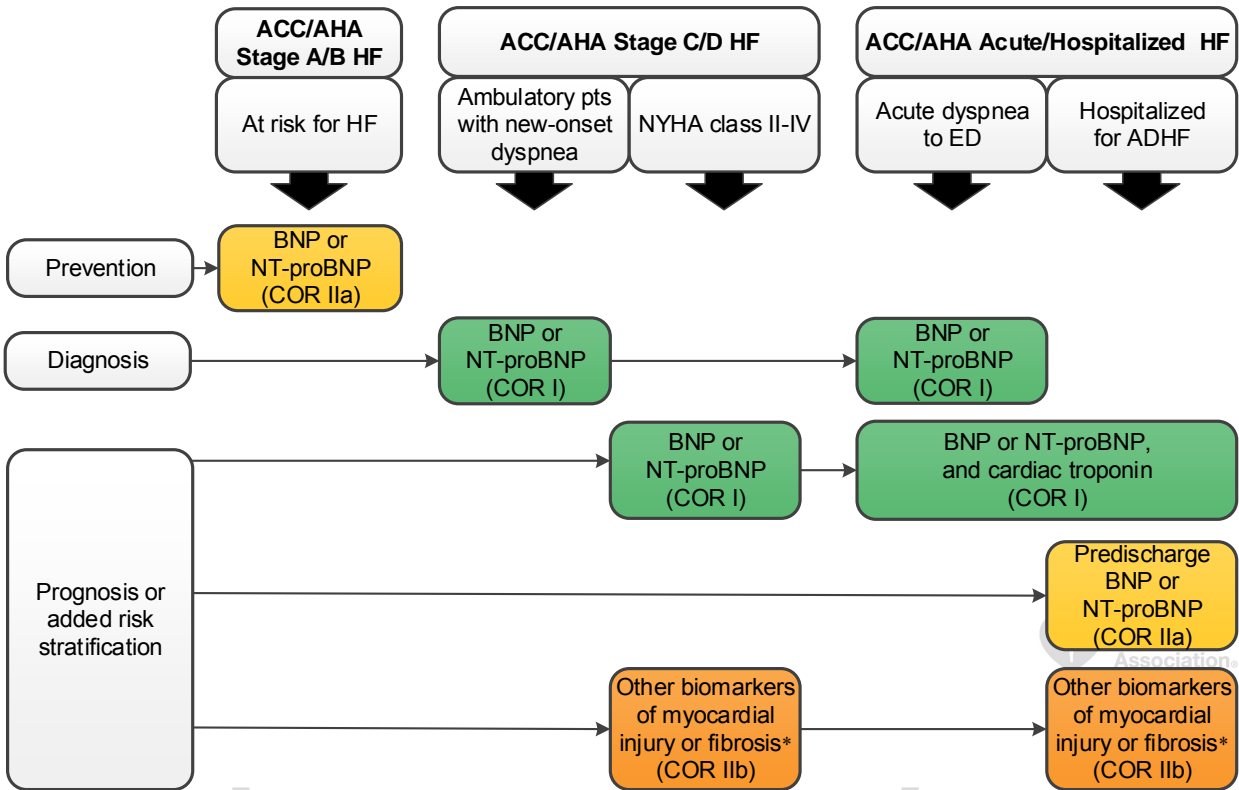 ACC/AHA
Stage A/B HF
ACC/AHA Stage C/D HF
ACC/AHA Acute/Hospitalized HF
At risk for HF
Ambulatory pts
with new-onset
dyspnea
NYHA class II-IV
Acute dyspnea
to ED
Hospitalized
for ADHF
Prevention
BNP or
NT-proBNP
(COR IIa)
Diagnosis
BNP or
NT-proBNP
(COR I)
BNP or
NT-proBNP
(COR I)
Prognosis or
added risk
stratification
BNP or
NT-proBNP
(COR I)
BNP or NT-proBNP,
and cardiac troponin
(COR I)
Predischarge
BNP or
NT-proBNP
(COR IIa)
Association®
Other biomarkers
of myocardial
injury or fibrosis*
(COR IIb)
Other biomarkers
of myocardial
injury or fibrosis*
(COR IIb)